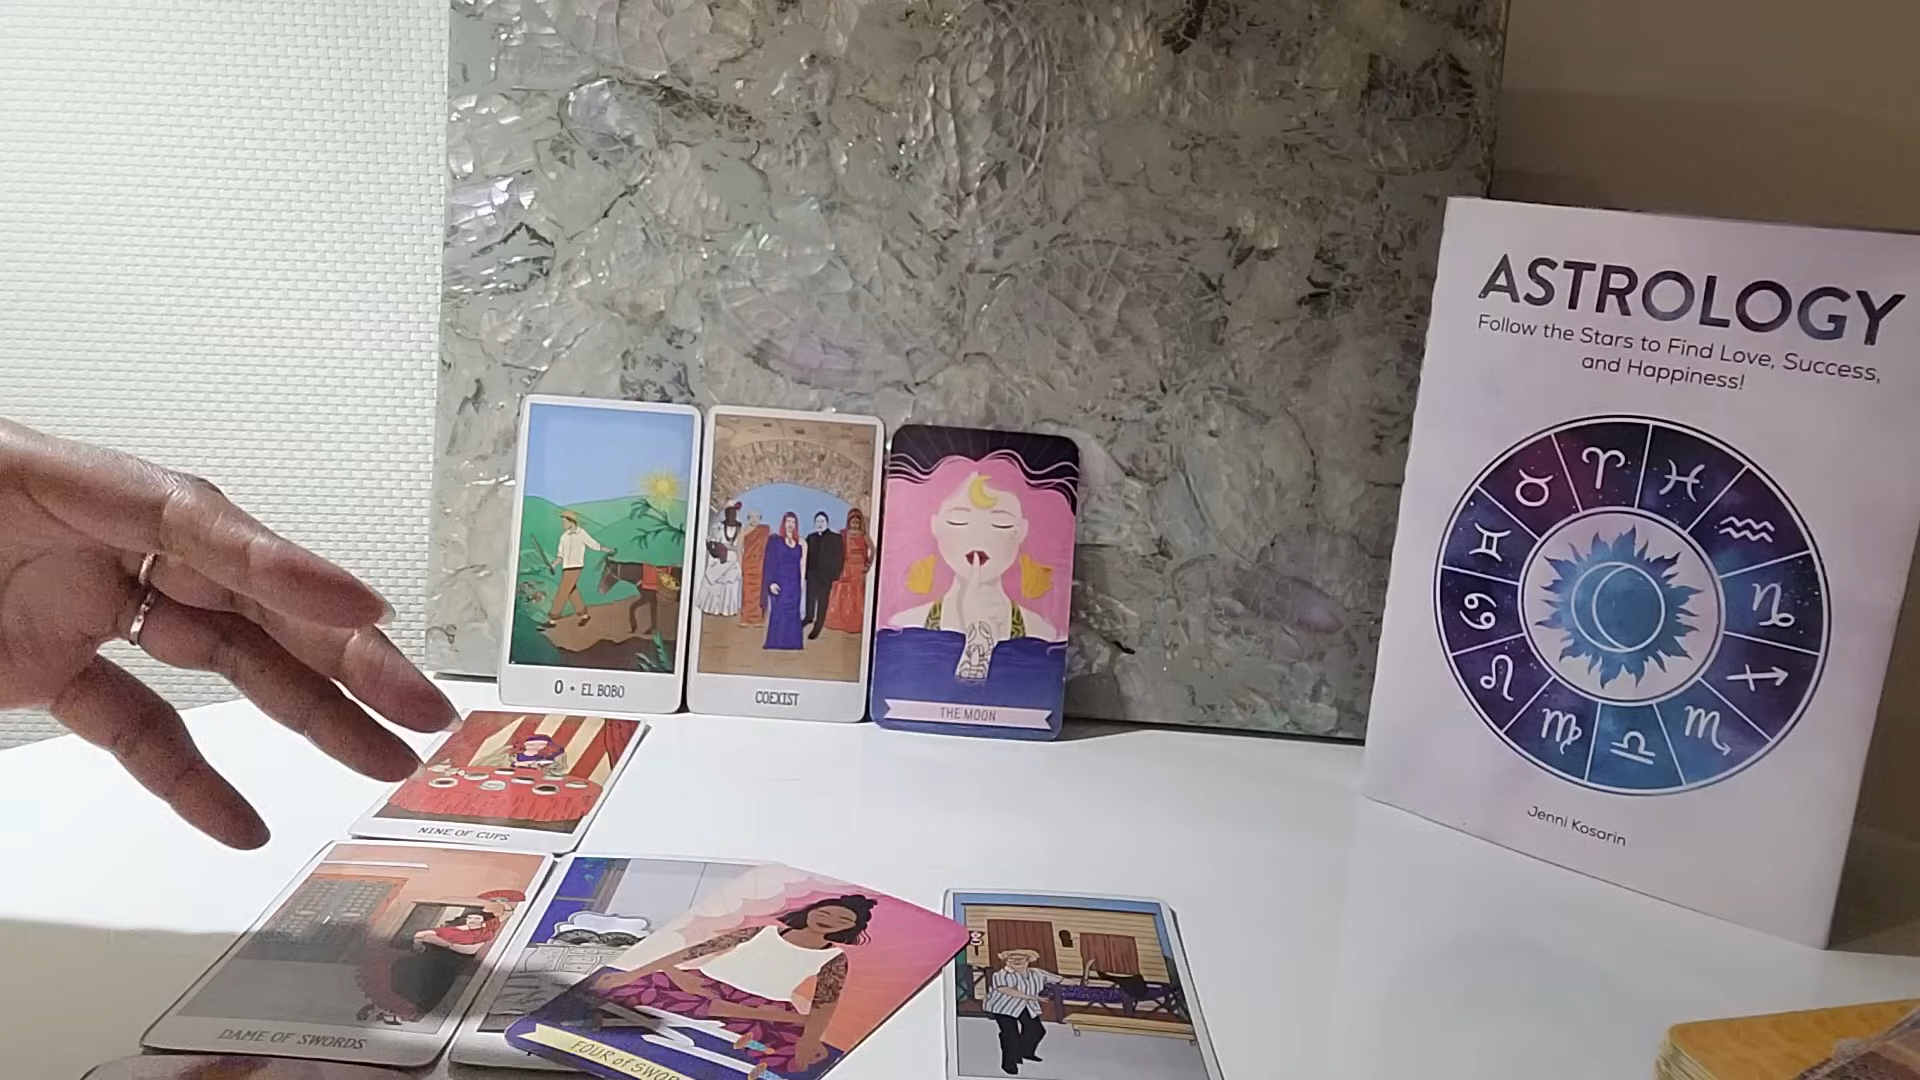 ASTROLOGY
Follow the Stars to Find Love, Success,
and Happiness!
Jenni Kosarin
0 • EL BOBO
COEXIST
THE MOON
NINE OF CUPS
DAME OF SWORDS
FOUR of